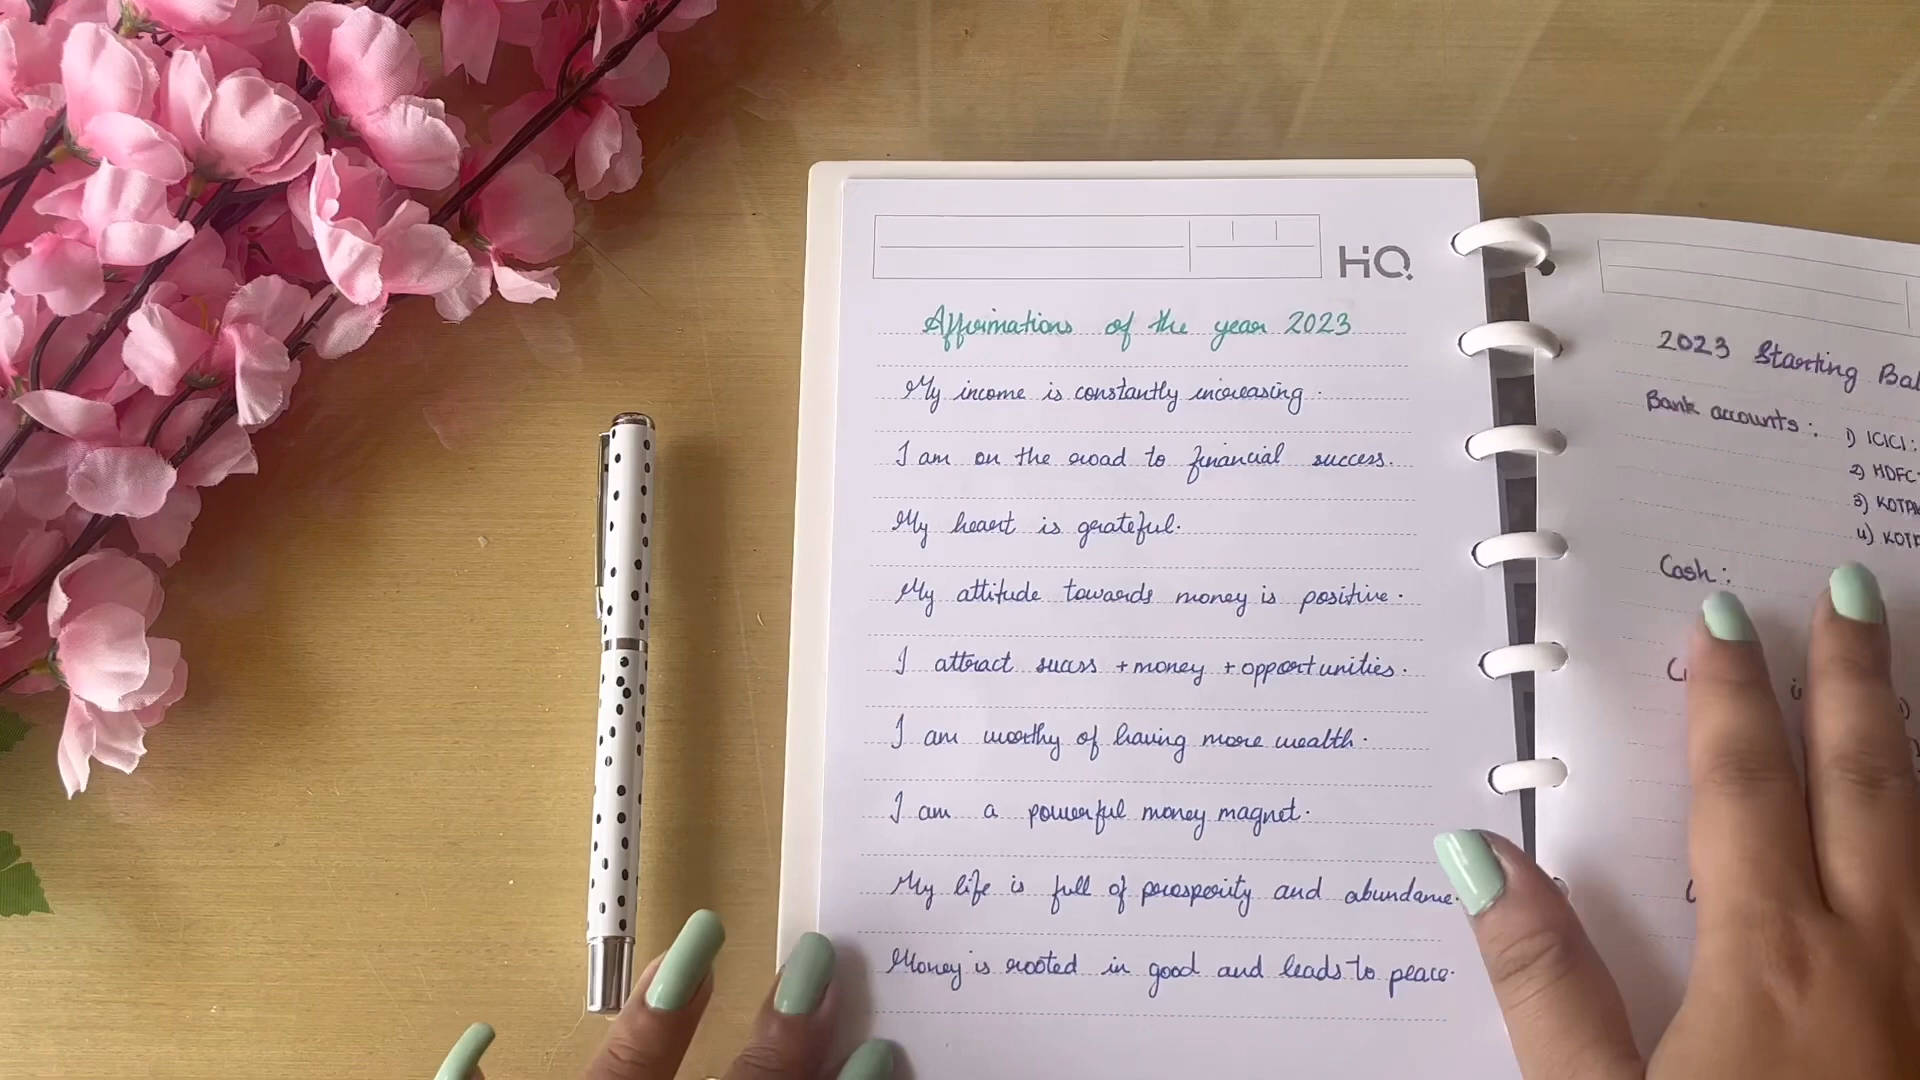 HQ
Affirmations of the year 2023
My income is constantly increasing.
I am on the road to financial success.
My heart is grateful.
My attitude towards money is positive.
I attract sucess + money + opportunities.
I am worthy of having more wealth.
I am a powerful money magnet.
My life is full of prosperity and abundance.
Money is rooted in good and leads to peace.
2023 Starting Bal
Bank accounts:
1) ICICI:
2) HDFC
3) KOTAK
4) KOTA
Cash: